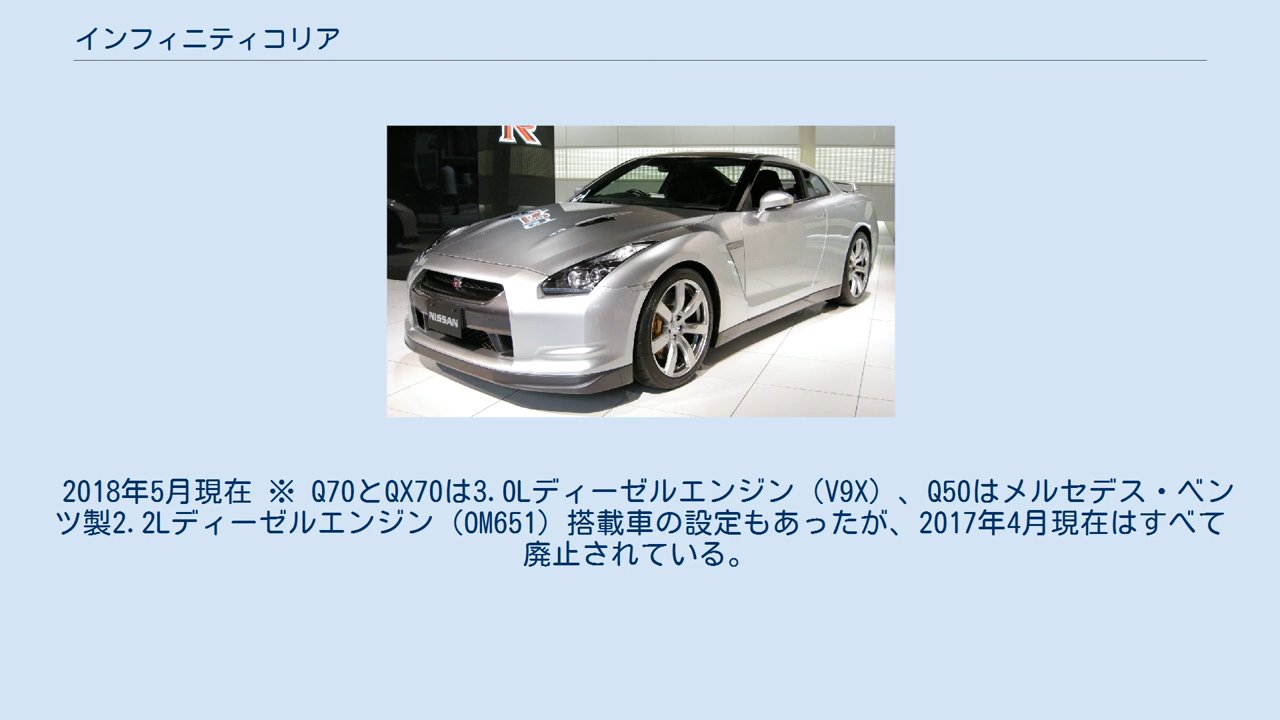 インフィニティコリア
R
NISSAN
2018年5月現在 ※ Q70とQX70は3.0Lディーゼルエンジン（V9X）、Q50はメルセデス・ベン
ツ製2.2Lディーゼルエンジン（OM651）搭載車の設定もあったが、2017年4月現在はすべて
廃止されている。